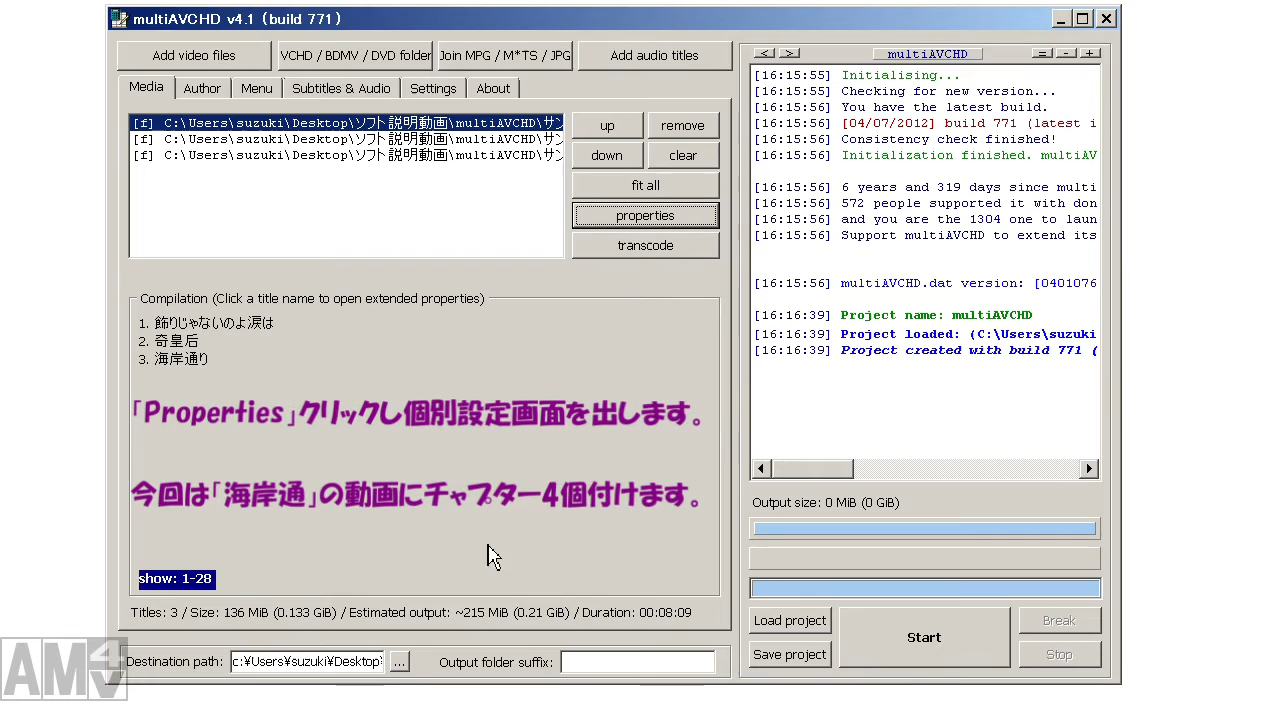 multiAVCHD v4.1 (build 771)
Add video files
VCHD / BDMV / DVD folder
Join MPG / M*TS / JPG
Add audio titles
Media
Author
Menu
Subtitles & Audio
Settings
About
[f] C:\Users\suzuki\Desktop\ソフト説明動画\multiAVCHD\サン
[f] C:\Users\suzuki\Desktop\ソフト説明動画\multiAVCHD\サン
[f] C:\Users\suzuki\Desktop\ソフト説明動画\multiAVCHD\サン
up
remove
down
clear
fit all
properties
transcode
Compilation (Click a title name to open extended properties)
1. 飾りじゃないのよ涙は
2. 奇皇后
3. 海岸通り
「Properties」クリックし個別設定画面を出します。
今回は「海岸通」の動画にチャプター4個付けます。
show: 1-28
Titles: 3 / Size: 136 MiB (0.133 GiB) / Estimated output: ~215 MiB (0.21 GiB) / Duration: 00:08:09
Destination path:
c:¥Users¥suzuki¥Desktop¥
...
Output folder suffix:
<
>
multiAVCHD
=
-
+
[16:15:55] Initialising...
[16:15:55] Checking for new version...
[16:15:56] You have the latest build.
[16:15:56] [04/07/2012] build 771 (latest i
[16:15:56] Consistency check finished!
[16:15:56] Initialization finished. multiAV
[16:15:56] 6 years and 319 days since multi
[16:15:56] 572 people supported it with don
[16:15:56] and you are the 1304 one to laun
[16:15:56] Support multiAVCHD to extend its
[16:15:56] multiAVCHD.dat version: [0401076
[16:16:39] Project name: multiAVCHD
[16:16:39] Project loaded: (C:\Users\suzuki
[16:16:39] Project created with build 771 (
Output size: 0 MiB (0 GiB)
Load project
Save project
Start
Break
Stop
AM4V